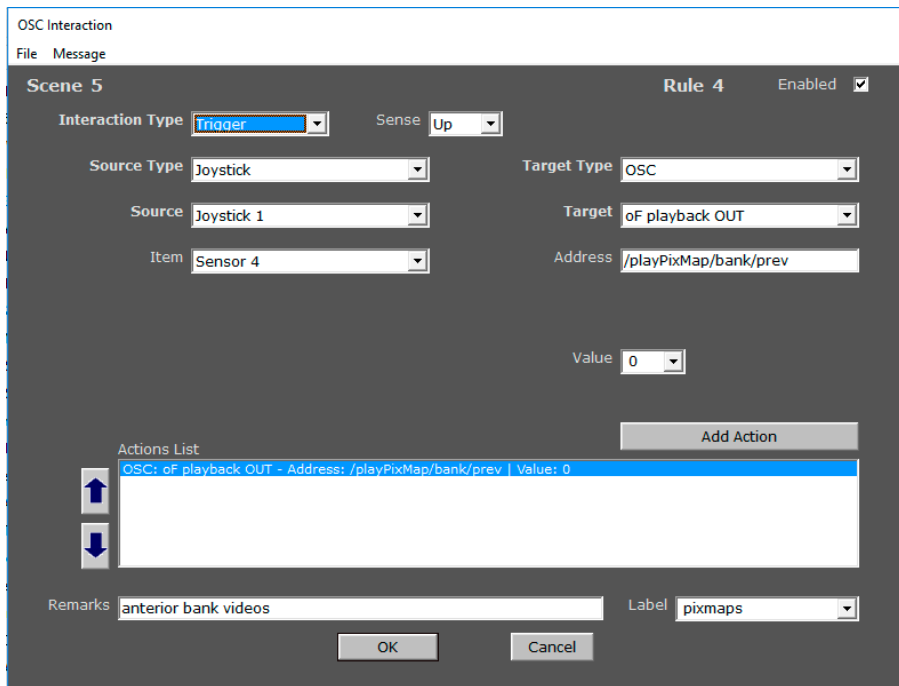 OSC Interaction
File Message
Scene 5 Rule 4 Enabled
Interaction Type Trigger Sense Up
Source Type Joystick Target Type OSC
Source Joystick 1 Target oF playback OUT
Item Sensor 4 Address /playPixMap/bank/prev
Value 0
Add Action
Actions List
OSC: oF playback OUT - Address: /playPixMap/bank/prev | Value: 0
Remarks anterior bank videos Label pixmaps
OK Cancel